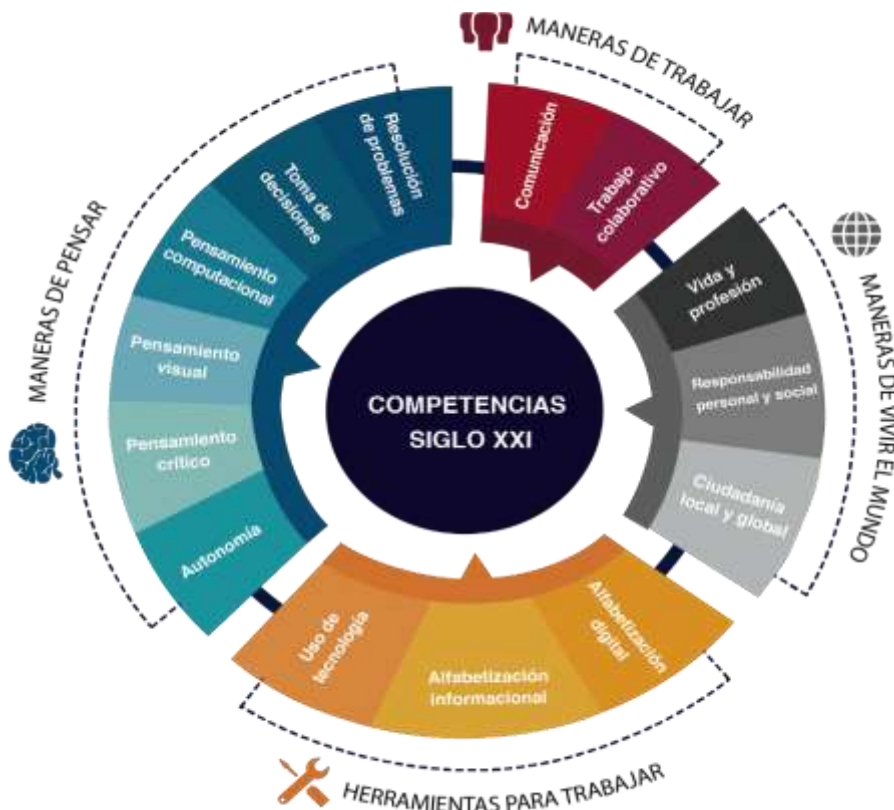 MANERAS DE TRABAJAR
Comunicación
Trabajo
colaborativo
MANERAS DE VIVIR EL MUNDO
Vida y
profesión
Responsabilidad
personal y social
Ciudadanía
local y global
HERRAMIENTAS PARA TRABAJAR
Alfabetización
digital
Alfabetización
informacional
Uso de
tecnología
MANERAS DE PENSAR
Autonomía
Pensamiento
crítico
Pensamiento
visual
Pensamiento
computacional
Toma de
decisiones
Resolución
de problemas
COMPETENCIAS
SIGLO XXI